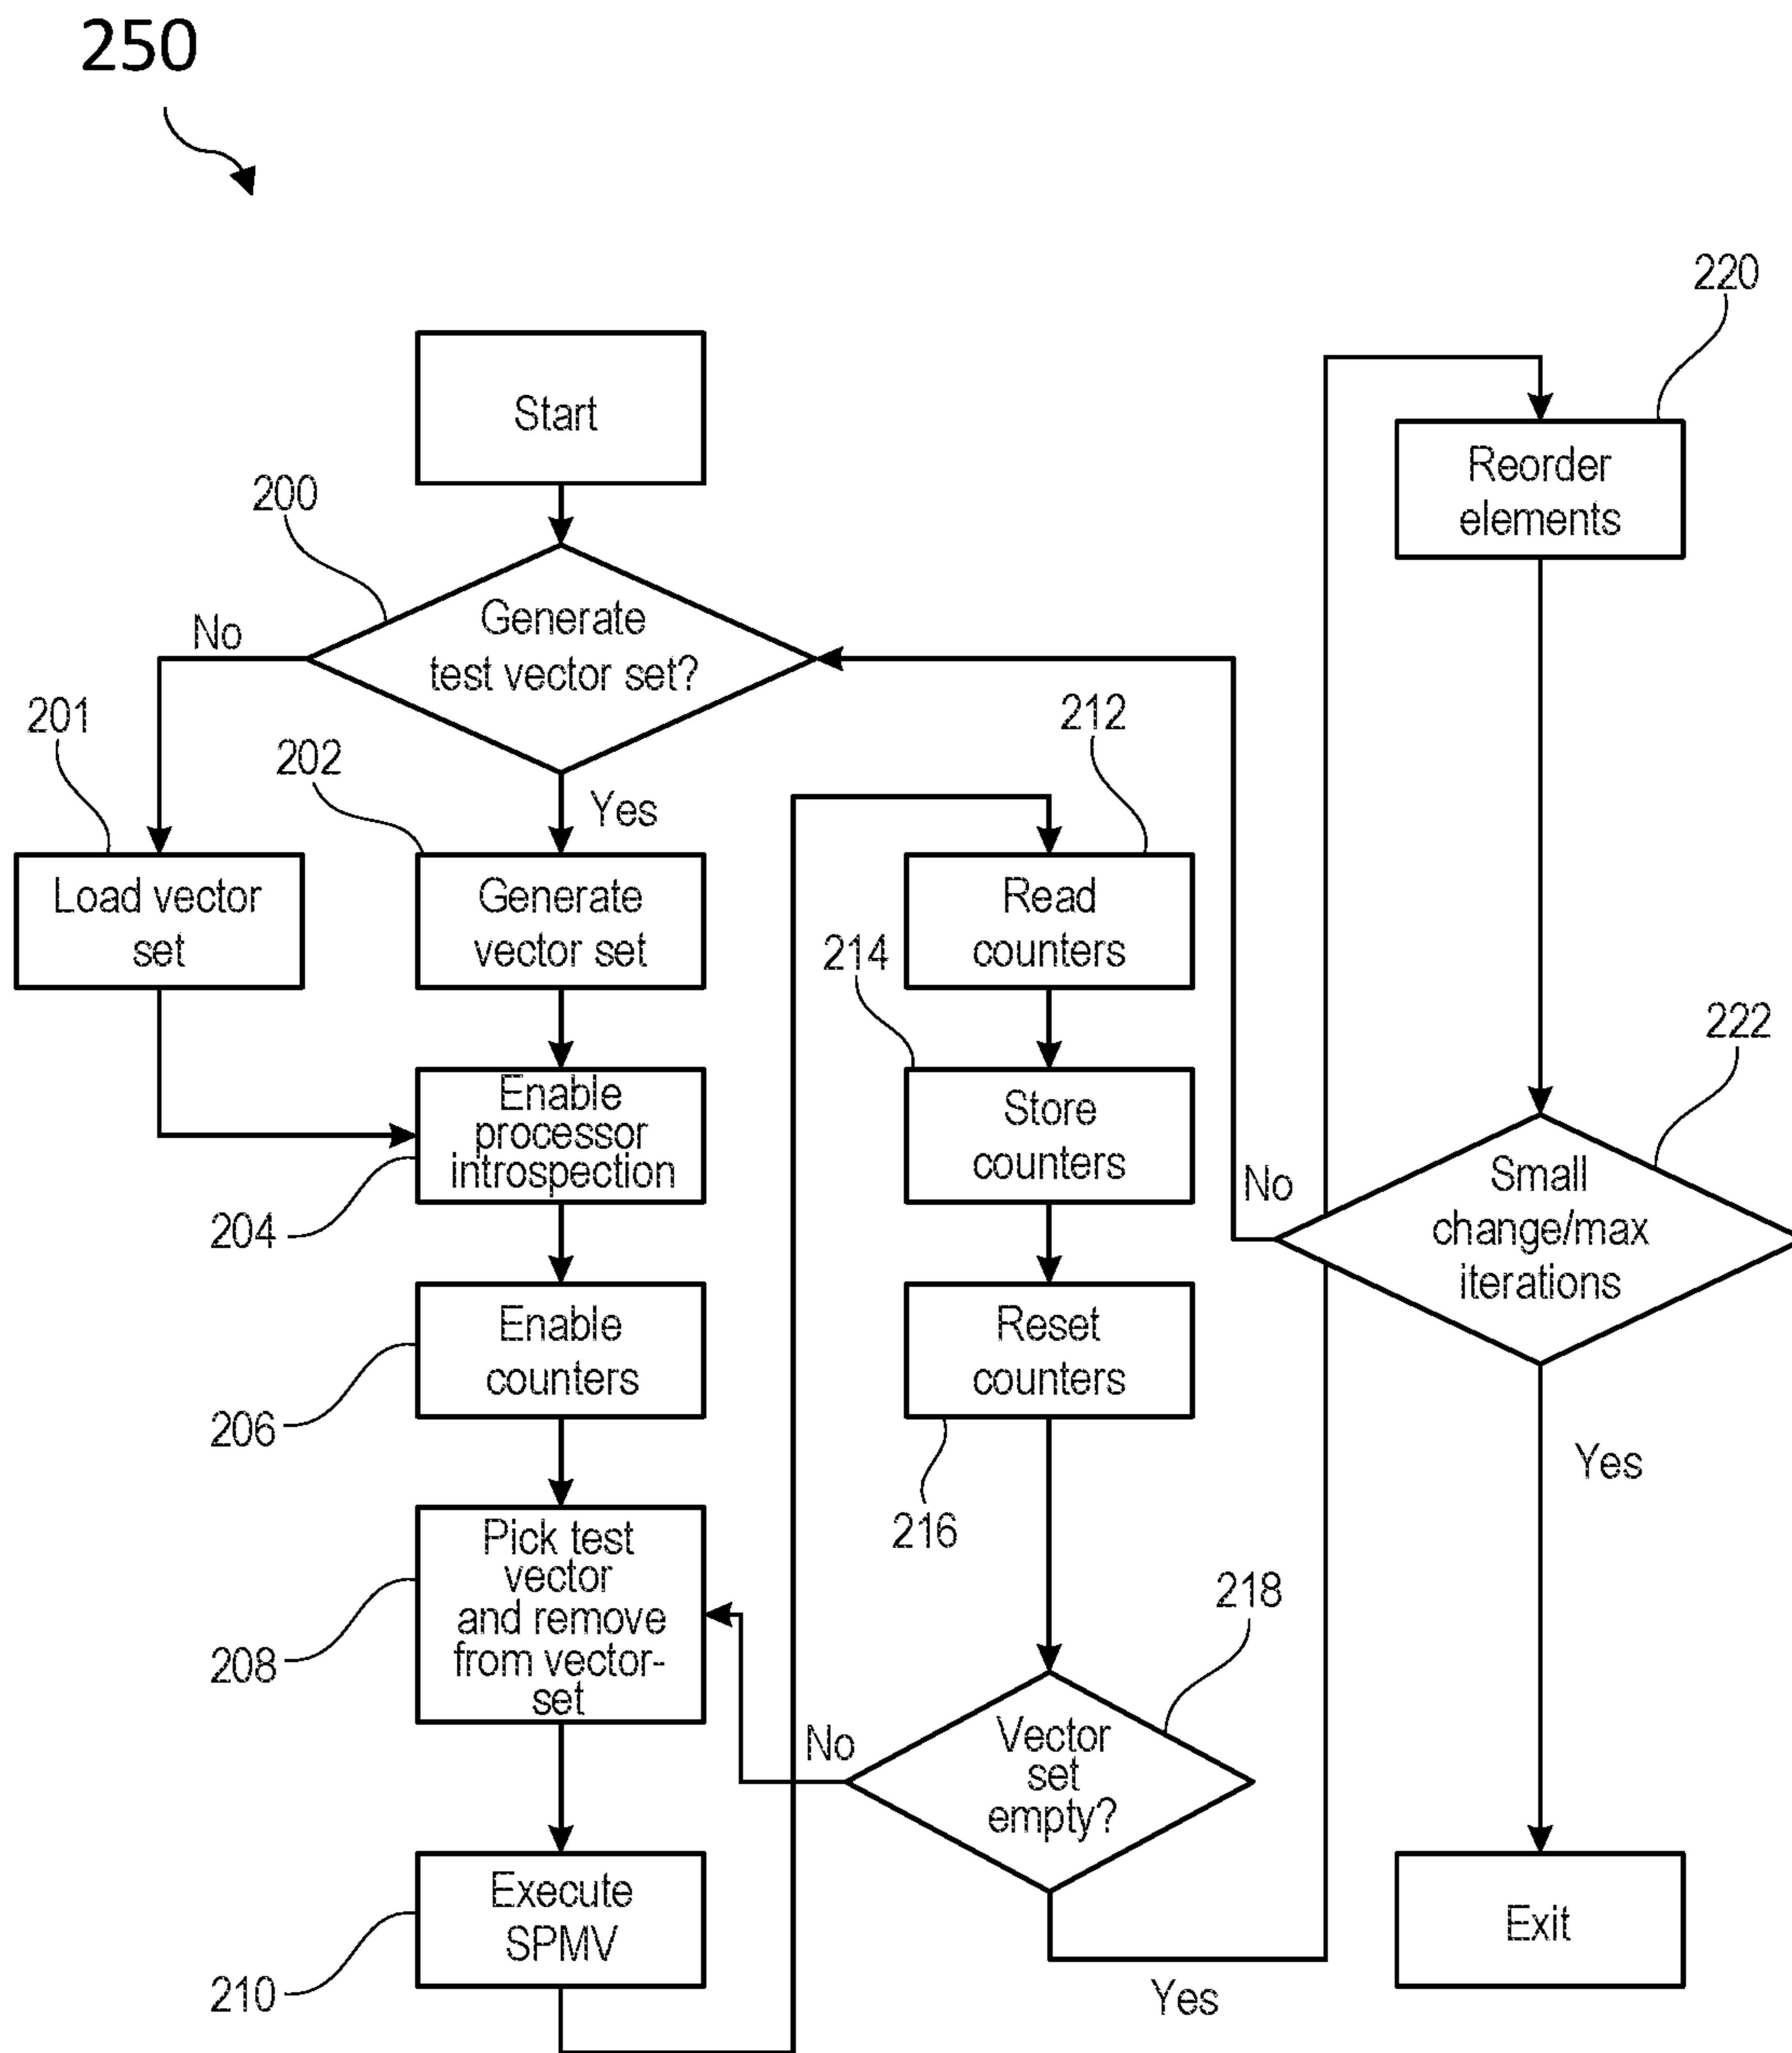 250
220
Start
Reorder
elements
200
Generate
test vector set?
No
201
202
Yes
212
Load vector
set
Generate
vector set
Read
counters
214
222
Enable
processor
introspection
204
Store
counters
No
Small
change/max
iterations
Enable
counters
206
Reset
counters
216
Yes
Pick test
vector
and remove
from vector-
set
208
218
No
Vector
set
empty?
Execute
SPMV
210
Yes
Exit